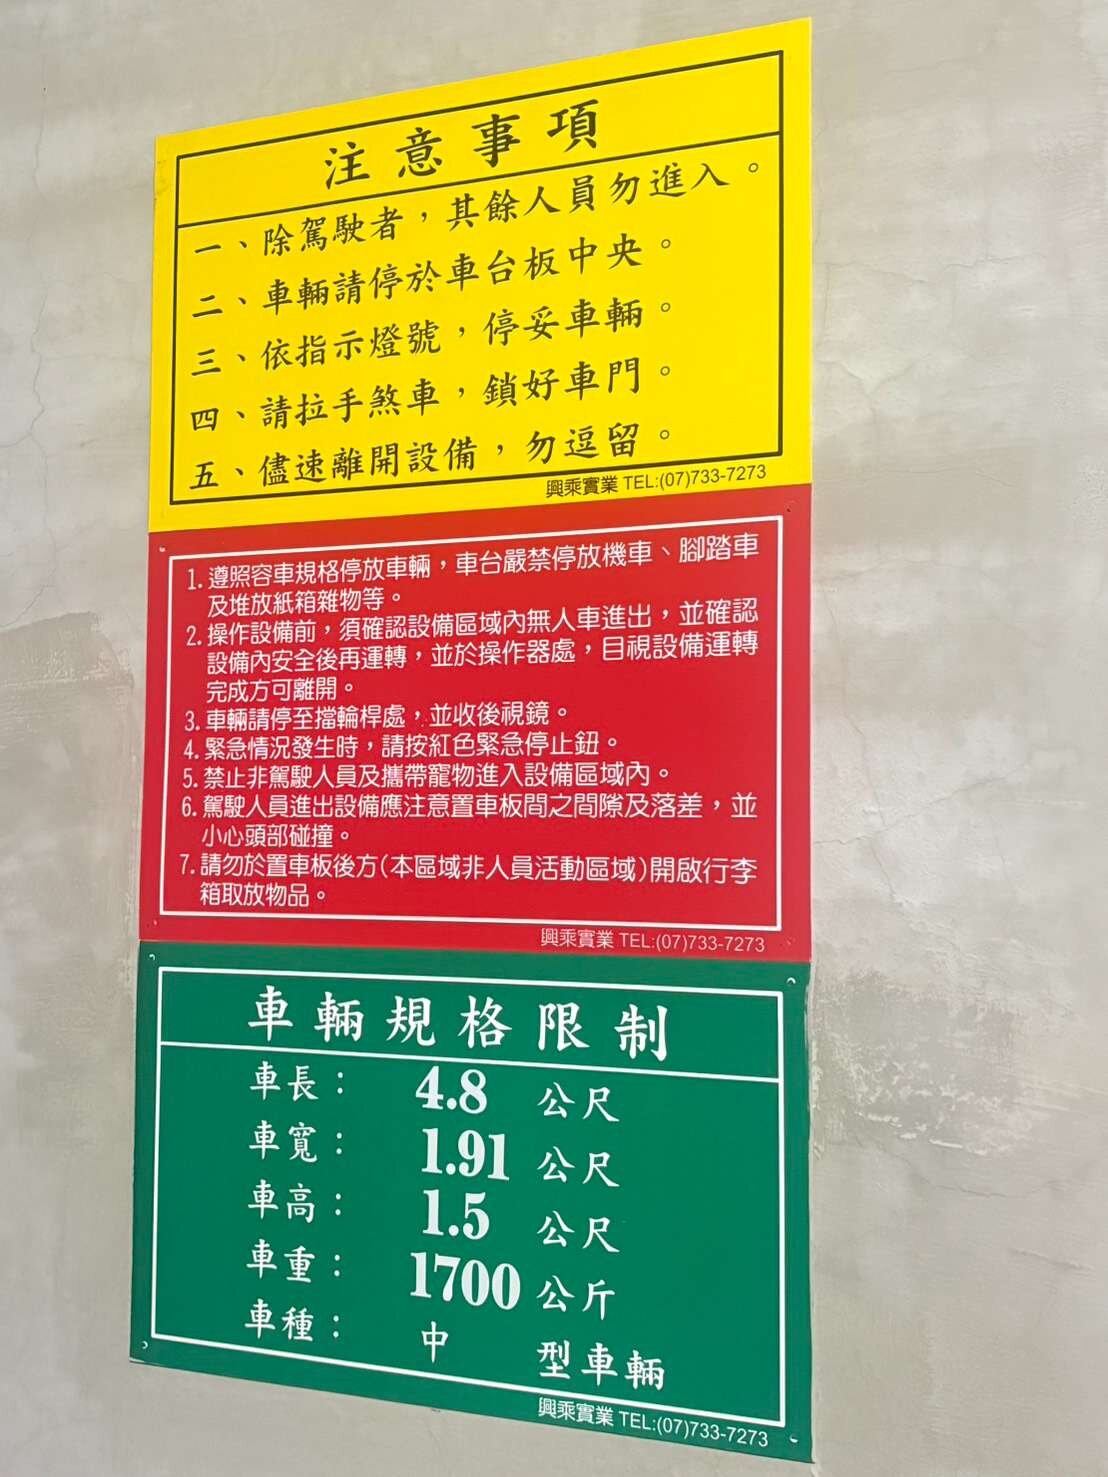 注意事項
一、除駕駛者，其餘人員勿進入。
二、車輛請停於車台板中央。
三、依指示燈號，停妥車輛。
四、請拉手煞車，鎖好車門。
五、儘速離開設備，勿逗留。
興乘實業 TEL:(07)733-7273
1. 遵照容車規格停放車輛，車台嚴禁停放機車、腳踏車
及堆放紙箱雜物等。
2. 操作設備前，須確認設備區域內無人車進出，並確認
設備內安全後再運轉，並於操作器處，目視設備運轉
完成方可離開。
3. 車輛請停至擋輪桿處，並收後視鏡。
4. 緊急情況發生時，請按紅色緊急停止鈕。
5. 禁止非駕駛人員及攜帶寵物進入設備區域內。
6. 駕駛人員進出設備應注意置車板間之間隙及落差，並
小心頭部碰撞。
7. 請勿於置車板後方(本區域非人員活動區域)開啟行李
箱取放物品。
興乘實業 TEL:(07)733-7273
車輛規格限制
車長： 4.8 公尺
車寬： 1.91 公尺
車高： 1.5 公尺
車重： 1700 公斤
車種： 中 型車輛
興乘實業 TEL:(07)733-7273